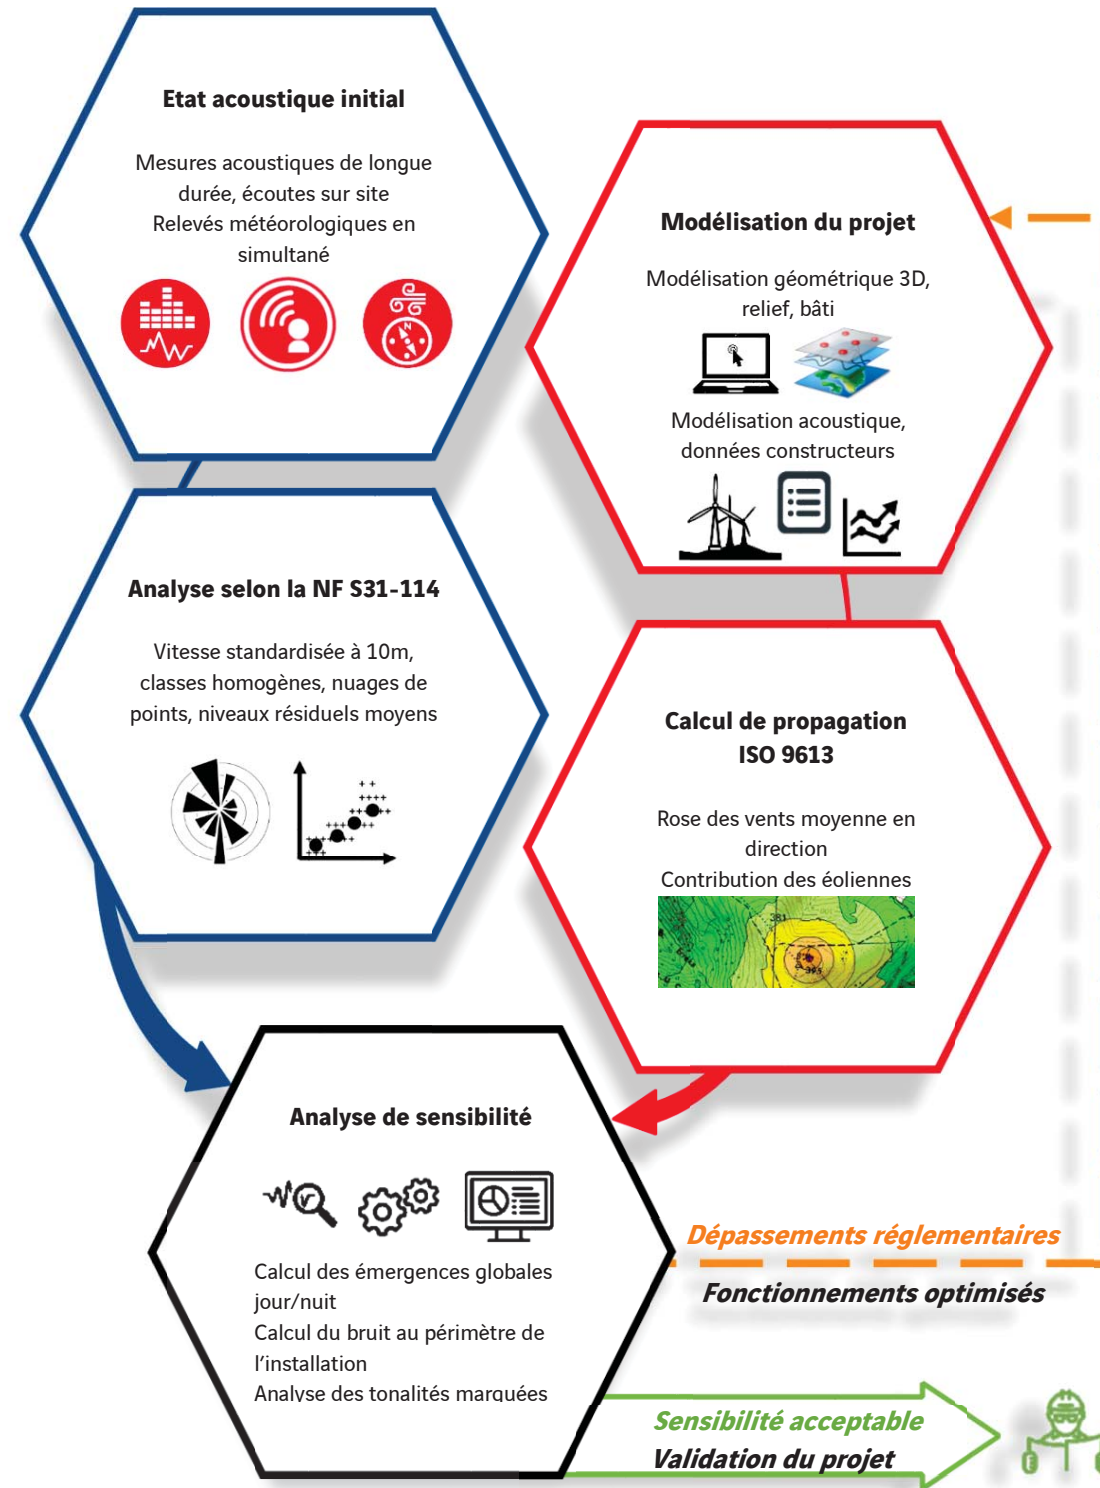 Etat acoustique initial
Mesures acoustiques de longue
durée, écoutes sur site
Relevés météorologiques en
simultané
Modélisation du projet
Modélisation géométrique 3D,
relief, bâti
Modélisation acoustique,
données constructeurs
Analyse selon la NF S31-114
Vitesse standardisée à 10m,
classes homogènes, nuages de
points, niveaux résiduels moyens
Calcul de propagation
ISO 9613
Rose des vents moyenne en
direction
Contribution des éoliennes
381
395
Analyse de sensibilité
Calcul des émergences globales
jour/nuit
Calcul du bruit au périmètre de
l'installation
Analyse des tonalités marquées
Dépassements réglementaires
Fonctionnements optimisés
Sensibilité acceptable
Validation du projet